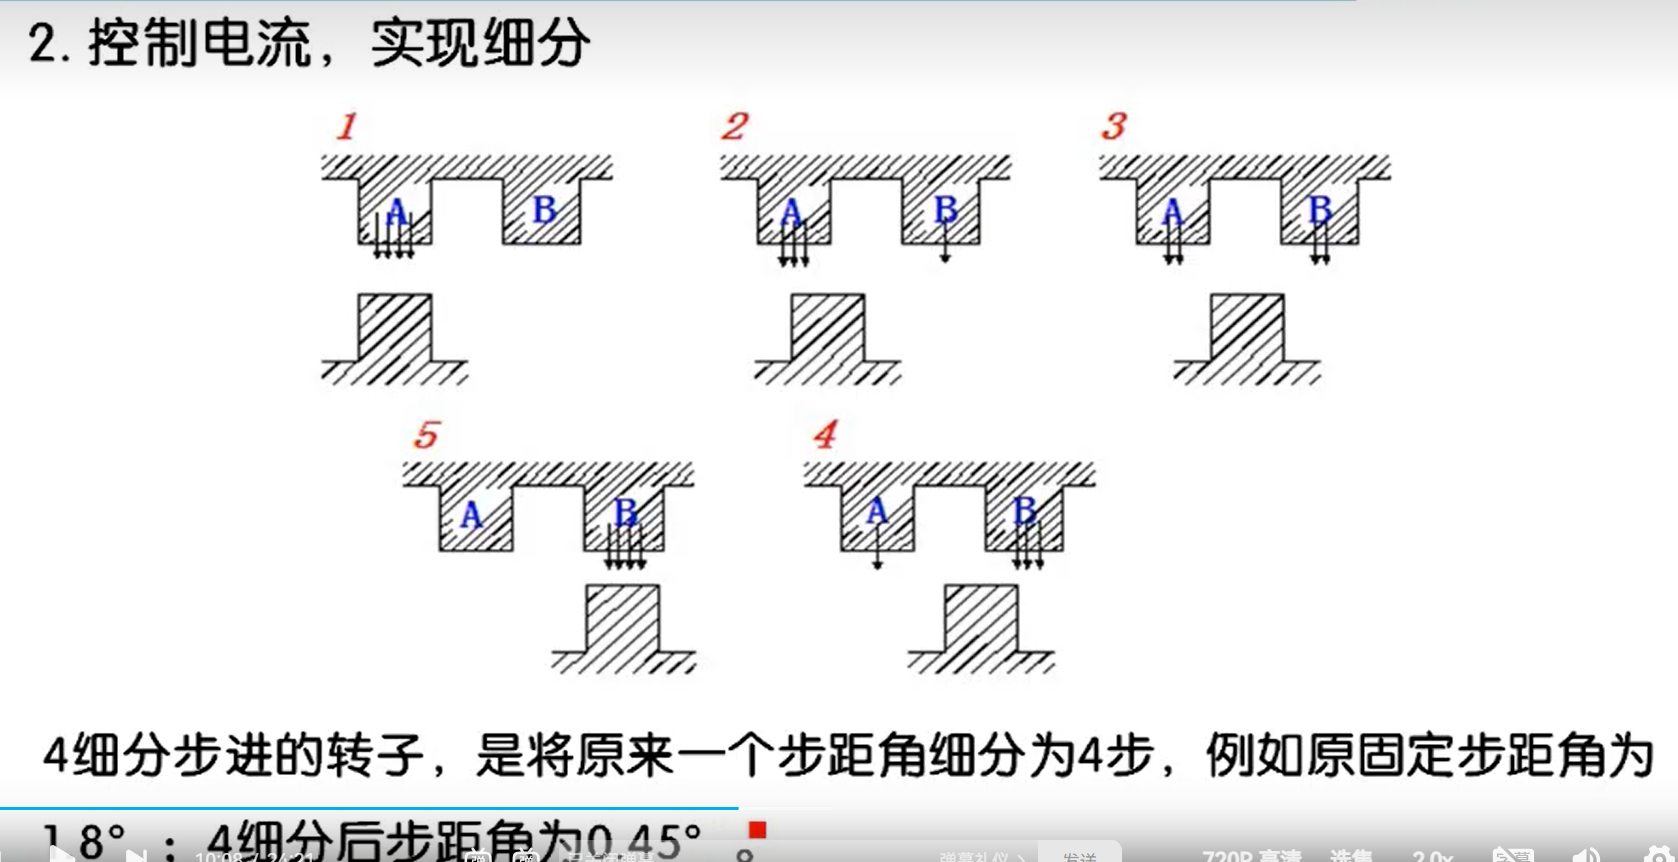 2. 控制电流，实现细分
1
2
3
A B
A B
A B
5
4
A B
A B
4细分步进的转子，是将原来一个步距角细分为4步，例如原固定步距角为
1.8°；4细分后步距角为0.45°。
10:08 / 24:21
弹幕礼仪 >
发送
720P 高清
选集
2.0x